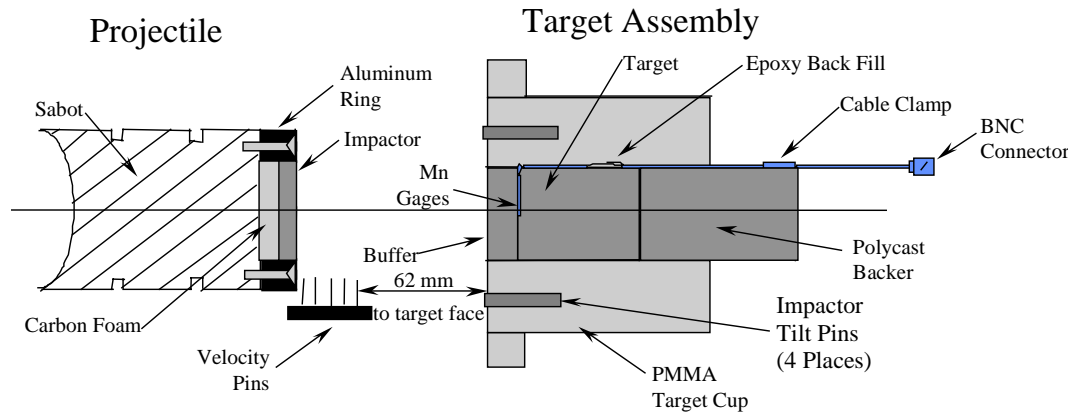 Projectile
Target Assembly
Sabot
Aluminum
Ring
Impactor
Target
Epoxy Back Fill
Cable Clamp
BNC
Connector
Mn
Gages
Buffer
62 mm
to target face
Polycast
Backer
Carbon Foam
Velocity
Pins
Impactor
Tilt Pins
(4 Places)
PMMA
Target Cup